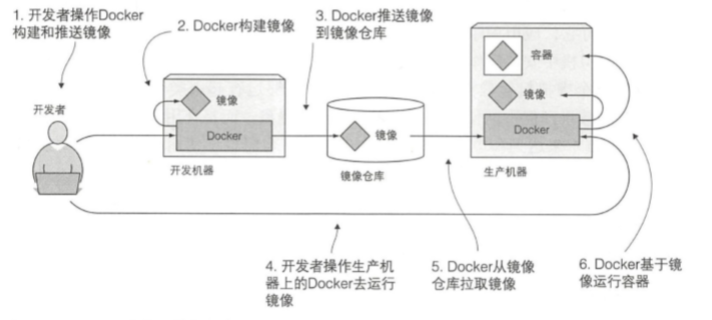 1. 开发者操作Docker
构建和推送镜像
2. Docker构建镜像
3. Docker推送镜像
到镜像仓库
开发者
镜像
Docker
开发机器
镜像
镜像仓库
容器
镜像
Docker
生产机器
4. 开发者操作生产机
器上的Docker去运行
镜像
5. Docker从镜像
仓库拉取镜像
6. Docker基于镜
像运行容器